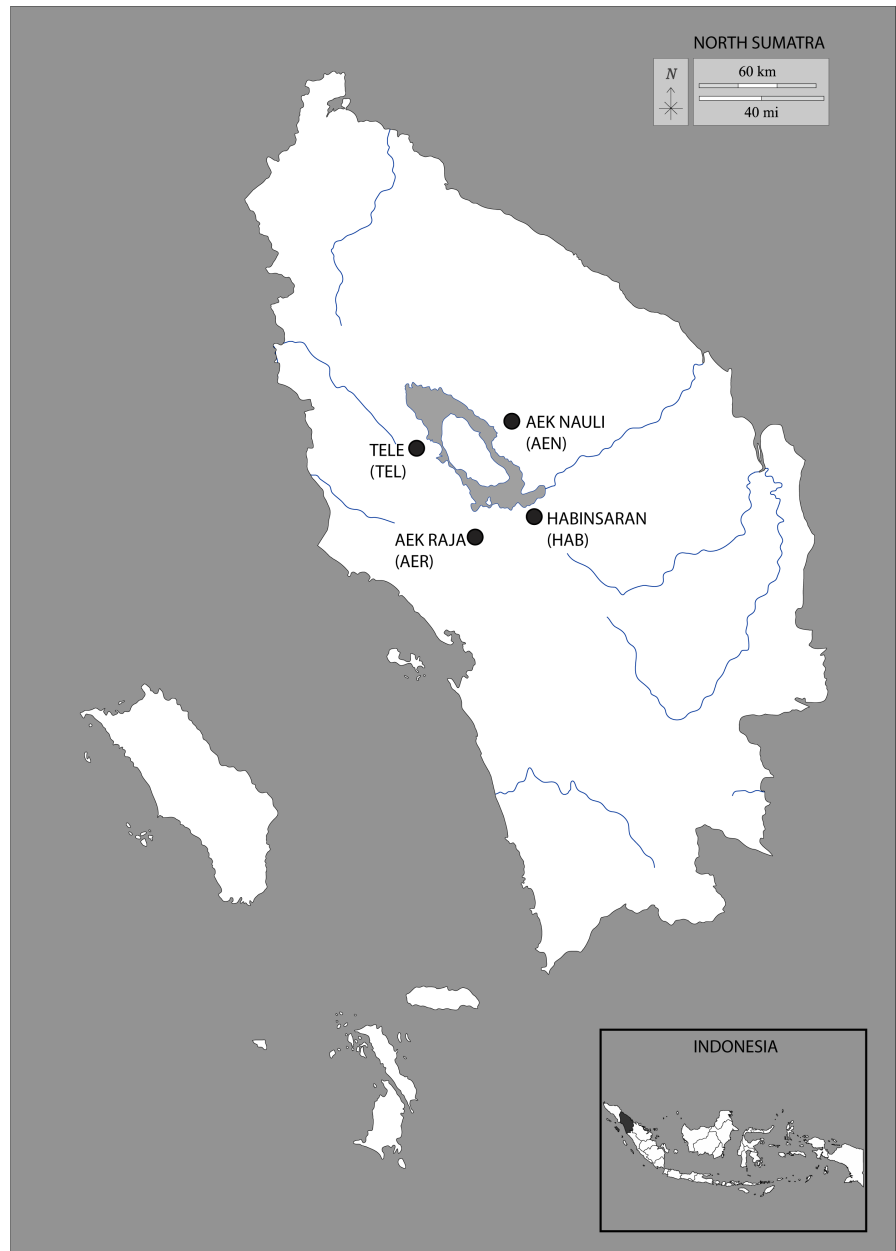 NORTH SUMATRA
N
60 km
40 mi
AEK NAULI
(AEN)
TELE
(TEL)
HABINSARAN
(HAB)
AEK RAJA
(AER)
INDONESIA